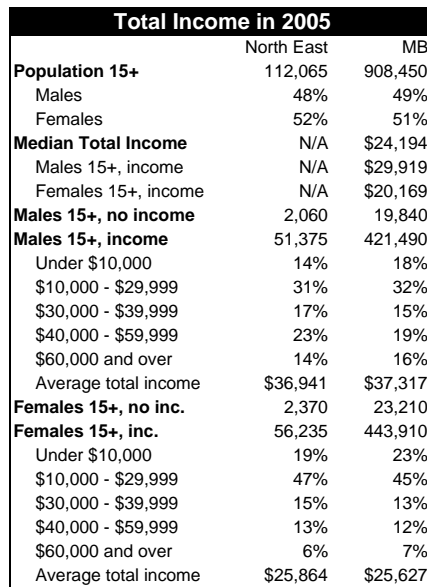 Total Income in 2005
North East MB
Population 15+ 112,065 908,450
Males 48% 49%
Females 52% 51%
Median Total Income N/A $24,194
Males 15+, income N/A $29,919
Females 15+, income N/A $20,169
Males 15+, no income 2,060 19,840
Males 15+, income 51,375 421,490
Under $10,000 14% 18%
$10,000 - $29,999 31% 32%
$30,000 - $39,999 17% 15%
$40,000 - $59,999 23% 19%
$60,000 and over 14% 16%
Average total income $36,941 $37,317
Females 15+, no inc. 2,370 23,210
Females 15+, inc. 56,235 443,910
Under $10,000 19% 23%
$10,000 - $29,999 47% 45%
$30,000 - $39,999 15% 13%
$40,000 - $59,999 13% 12%
$60,000 and over 6% 7%
Average total income $25,864 $25,627